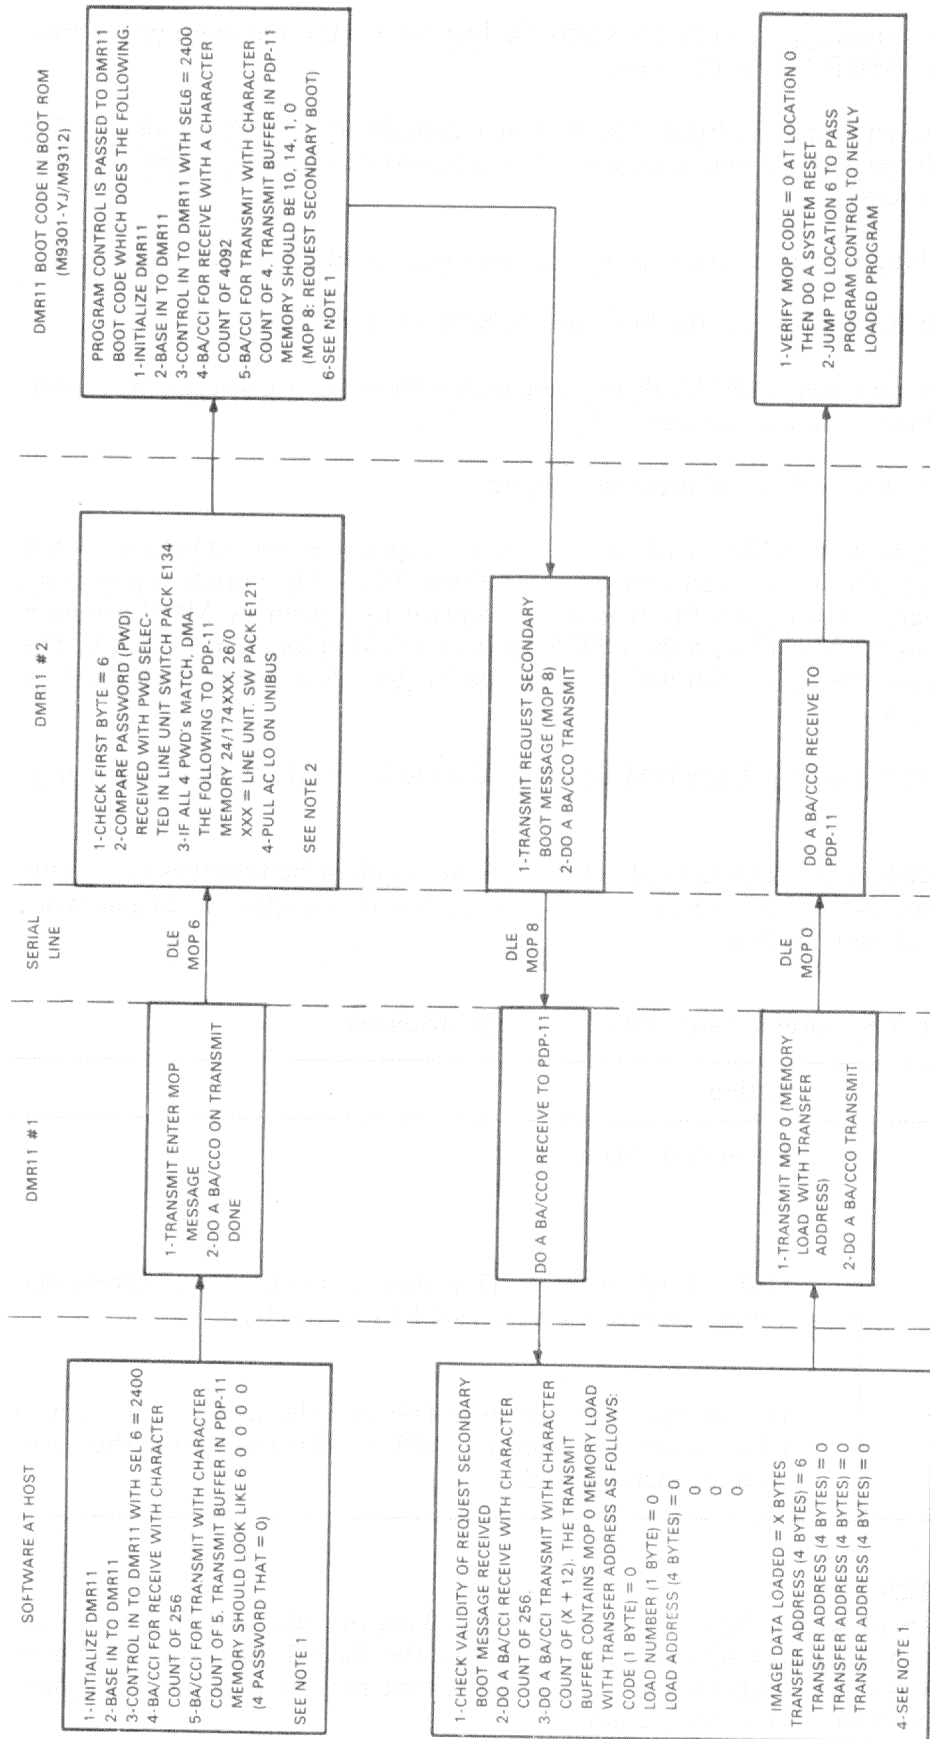 SOFTWARE AT HOST
DMR11 #1
SERIAL
LINE
DMR11 #2
DMR11 BOOT CODE IN BOOT ROM
(M9301-YJ/M9312)
1-INITIALIZE DMR11
2-BASE IN TO DMR11
3-CONTROL IN TO DMR11 WITH SEL 6 = 2400
4-BA/CCI FOR RECEIVE WITH CHARACTER
COUNT OF 256
5-BA/CCI FOR TRANSMIT WITH CHARACTER
COUNT OF 5. TRANSMIT BUFFER IN PDP-11
MEMORY SHOULD LOOK LIKE 6 0 0 0 0
(4 PASSWORD THAT = 0)
SEE NOTE 1
1-TRANSMIT ENTER MOP
MESSAGE
2-DO A BA/CCO ON TRANSMIT
DONE
DLE
MOP 6
1-CHECK FIRST BYTE = 6
2-COMPARE PASSWORD (PWD)
RECEIVED WITH PWD SELEC-
TED IN LINE UNIT SWITCH PACK E134
3-IF ALL 4 PWD's MATCH, DMA
THE FOLLOWING TO PDP-11
MEMORY 24/174XXX, 26/0
XXX = LINE UNIT. SW PACK E121
4-PULL AC LO ON UNIBUS
SEE NOTE 2
PROGRAM CONTROL IS PASSED TO DMR11
BOOT CODE WHICH DOES THE FOLLOWING.
1-INITIALIZE DMR11
2-BASE IN TO DMR11
3-CONTROL IN TO DMR11 WITH SEL6 = 2400
4-BA/CCI FOR RECEIVE WITH A CHARACTER
COUNT OF 4092
5-BA/CCI FOR TRANSMIT WITH CHARACTER
COUNT OF 4. TRANSMIT BUFFER IN PDP-11
MEMORY SHOULD BE 10, 14, 1, 0
(MOP 8: REQUEST SECONDARY BOOT)
6-SEE NOTE 1
1-TRANSMIT REQUEST SECONDARY
BOOT MESSAGE (MOP 8)
2-DO A BA/CCO TRANSMIT
DLE
MOP 8
DO A BA/CCO RECEIVE TO PDP-11
1-CHECK VALIDITY OF REQUEST SECONDARY
BOOT MESSAGE RECEIVED
2-DO A BA/CCI RECEIVE WITH CHARACTER
COUNT OF 256.
3-DO A BA/CCI TRANSMIT WITH CHARACTER
COUNT OF (X + 12). THE TRANSMIT
BUFFER CONTAINS MOP 0 MEMORY LOAD
WITH TRANSFER ADDRESS AS FOLLOWS:
CODE (1 BYTE) = 0
LOAD NUMBER (1 BYTE) = 0
LOAD ADDRESS (4 BYTES) = 0
0
0
0
IMAGE DATA LOADED = X BYTES
TRANSFER ADDRESS (4 BYTES) = 6
TRANSFER ADDRESS (4 BYTES) = 0
TRANSFER ADDRESS (4 BYTES) = 0
TRANSFER ADDRESS (4 BYTES) = 0
4-SEE NOTE 1
1-TRANSMIT MOP 0 (MEMORY
LOAD WITH TRANSFER
ADDRESS)
2-DO A BA/CCO TRANSMIT
DLE
MOP 0
DO A BA/CCO RECEIVE TO
PDP-11
1-VERIFY MOP CODE = 0 AT LOCATION 0
THEN DO A SYSTEM RESET
2-JUMP TO LOCATION 6 TO PASS
PROGRAM CONTROL TO NEWLY
LOADED PROGRAM